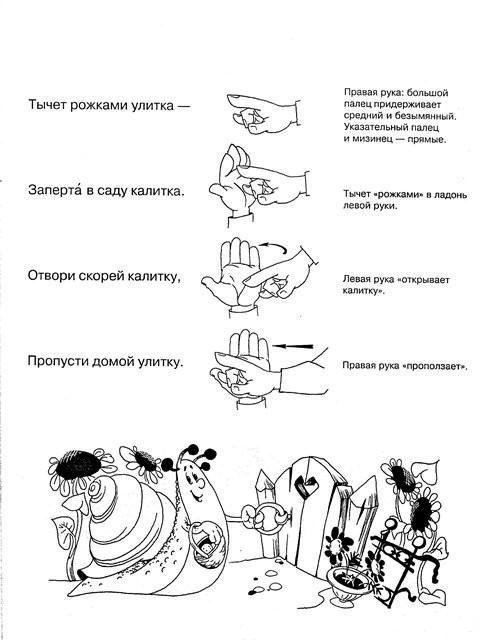 Тычет рожками улитка —
Правая рука: большой
палец придерживает
средний и безымянный.
Указательный палец
и мизинец — прямые.
Заперта́ в саду калитка.
Тычет «рожками» в ладонь
левой руки.
Отвори скорей калитку,
Левая рука «открывает
калитку».
Пропусти домой улитку.
Правая рука «проползает».